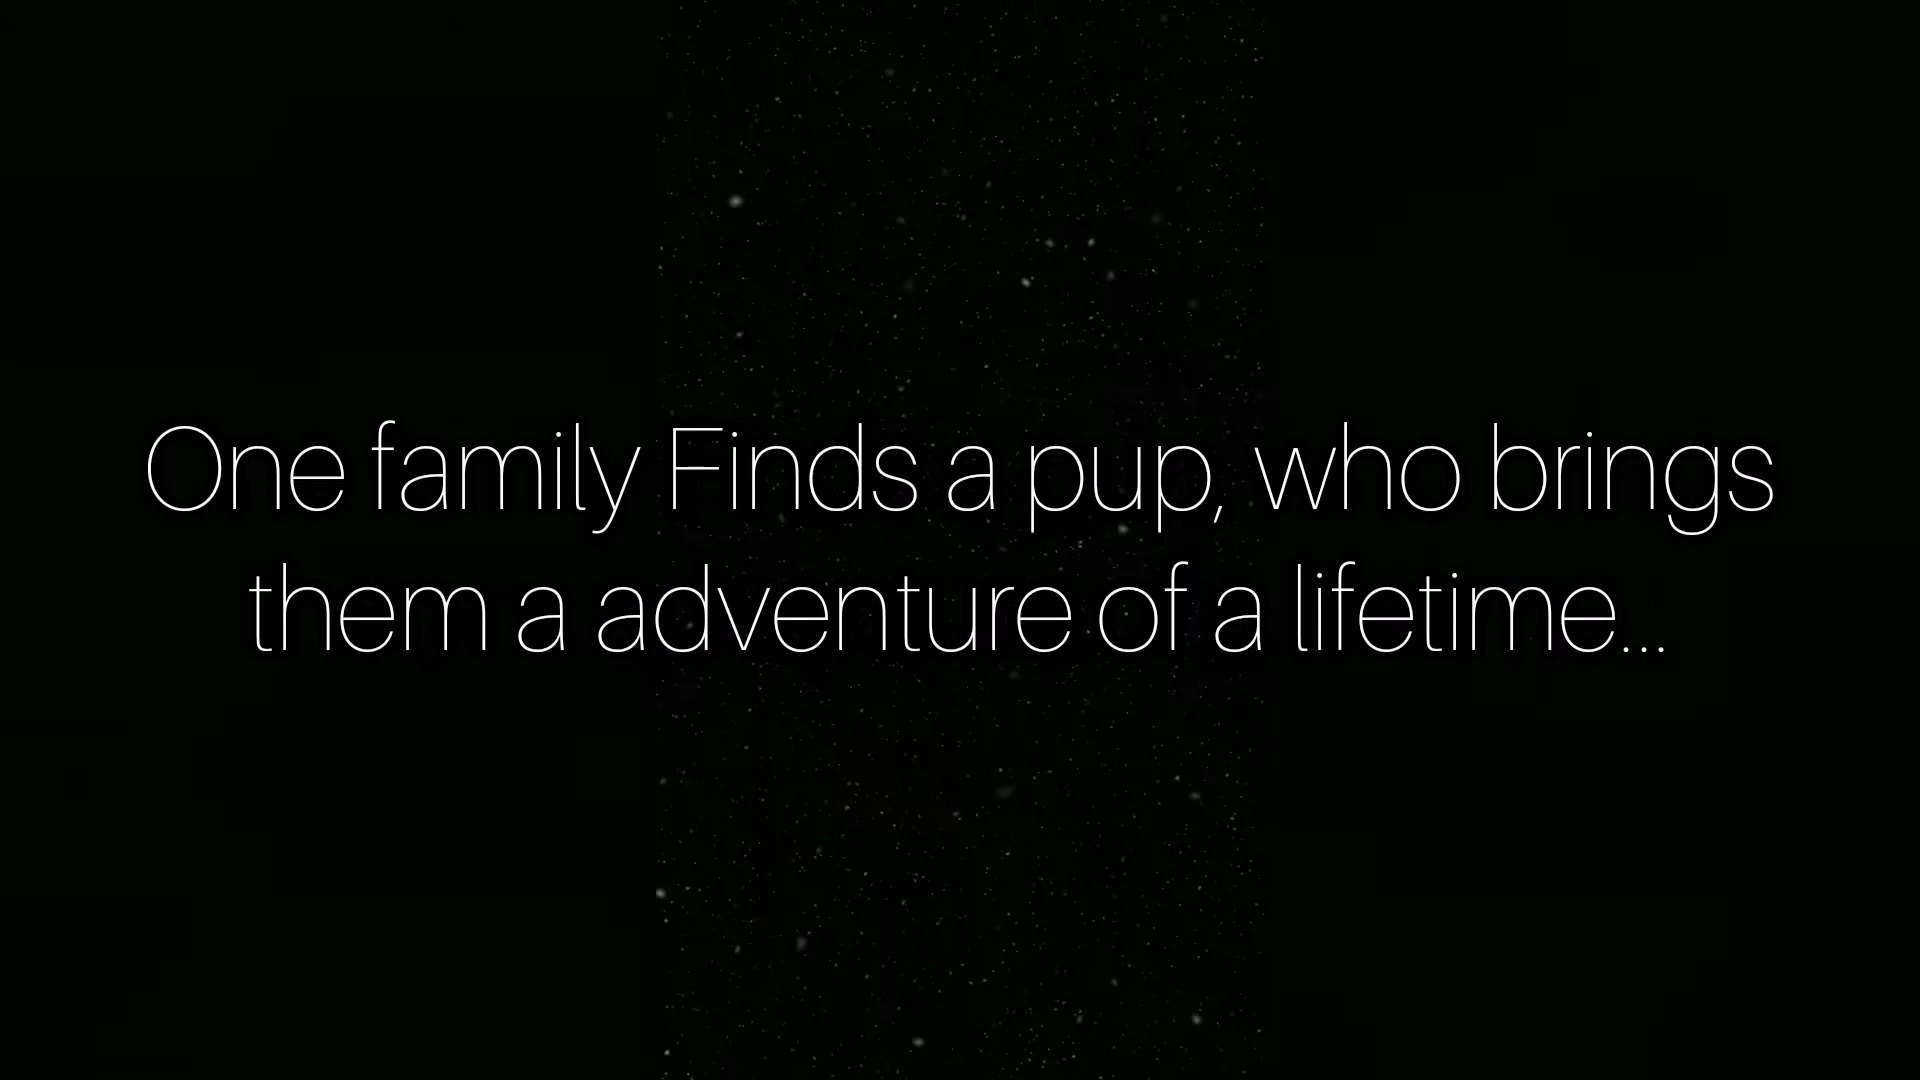 One family Finds a pup, who brings
them a adventure of a lifetime...